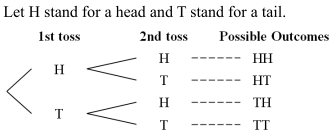 Let H stand for a head and T stand for a tail.
1st toss 2nd toss Possible Outcomes
H HH
H
T HT
H TH
T
T TT